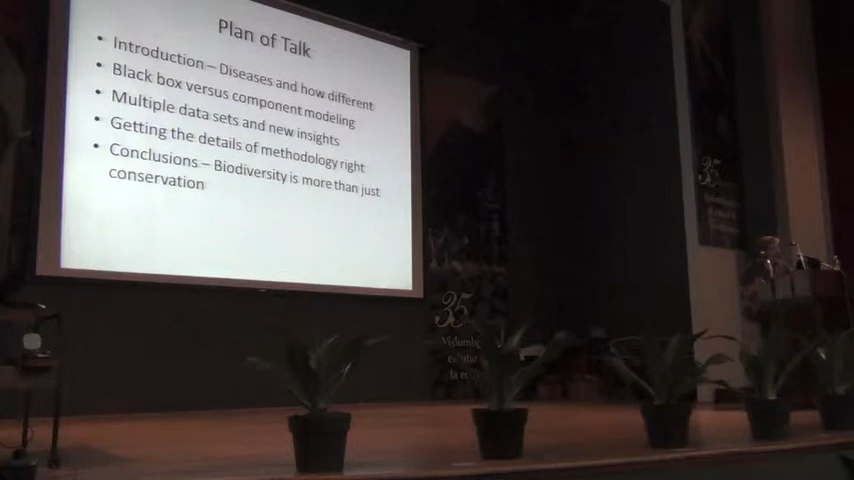 Plan of Talk
• Introduction – Diseases and how different
• Black box versus component modeling
• Multiple data sets and new insights
• Getting the details of methodology right
• Conclusions – Biodiversity is more than just
conservation
35
35